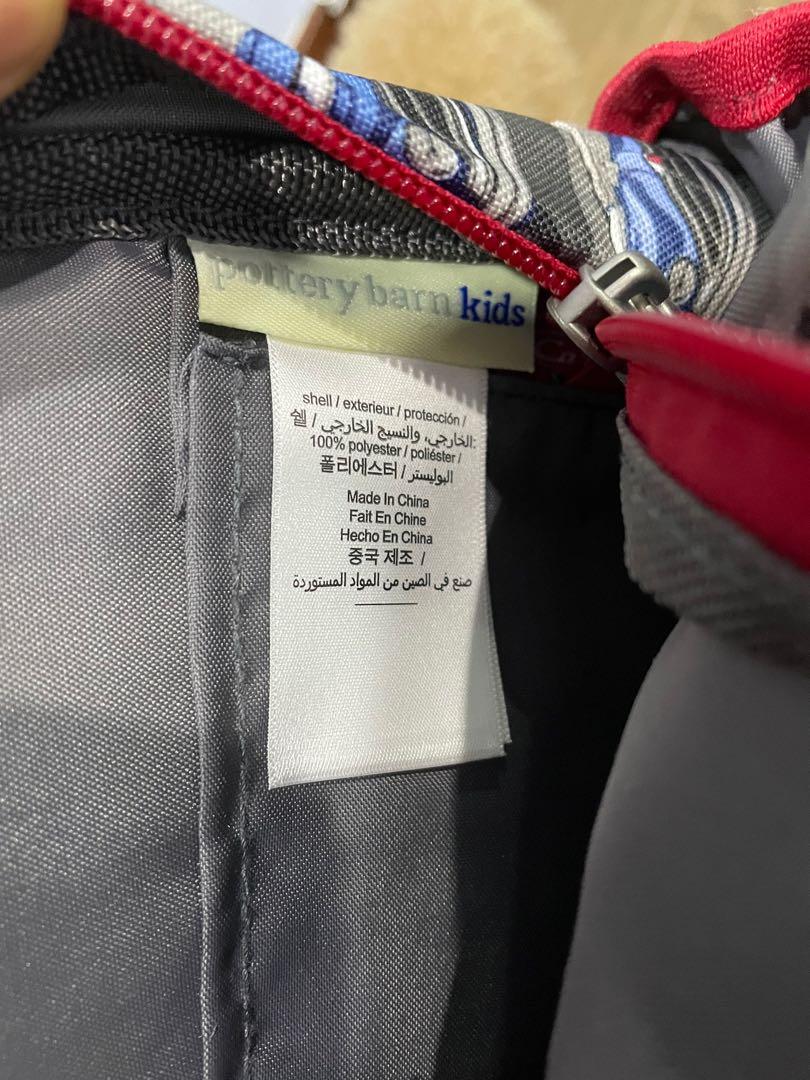 pottery barn kids
shell / exterieur / protección /
쉘 / الخارجي، والنسيج الخارجي:
100% polyester / poliéster /
폴리에스터 / البوليستر
Made In China
Fait En Chine
Hecho En China
중국 제조 /
صنع في الصين من المواد المستوردة